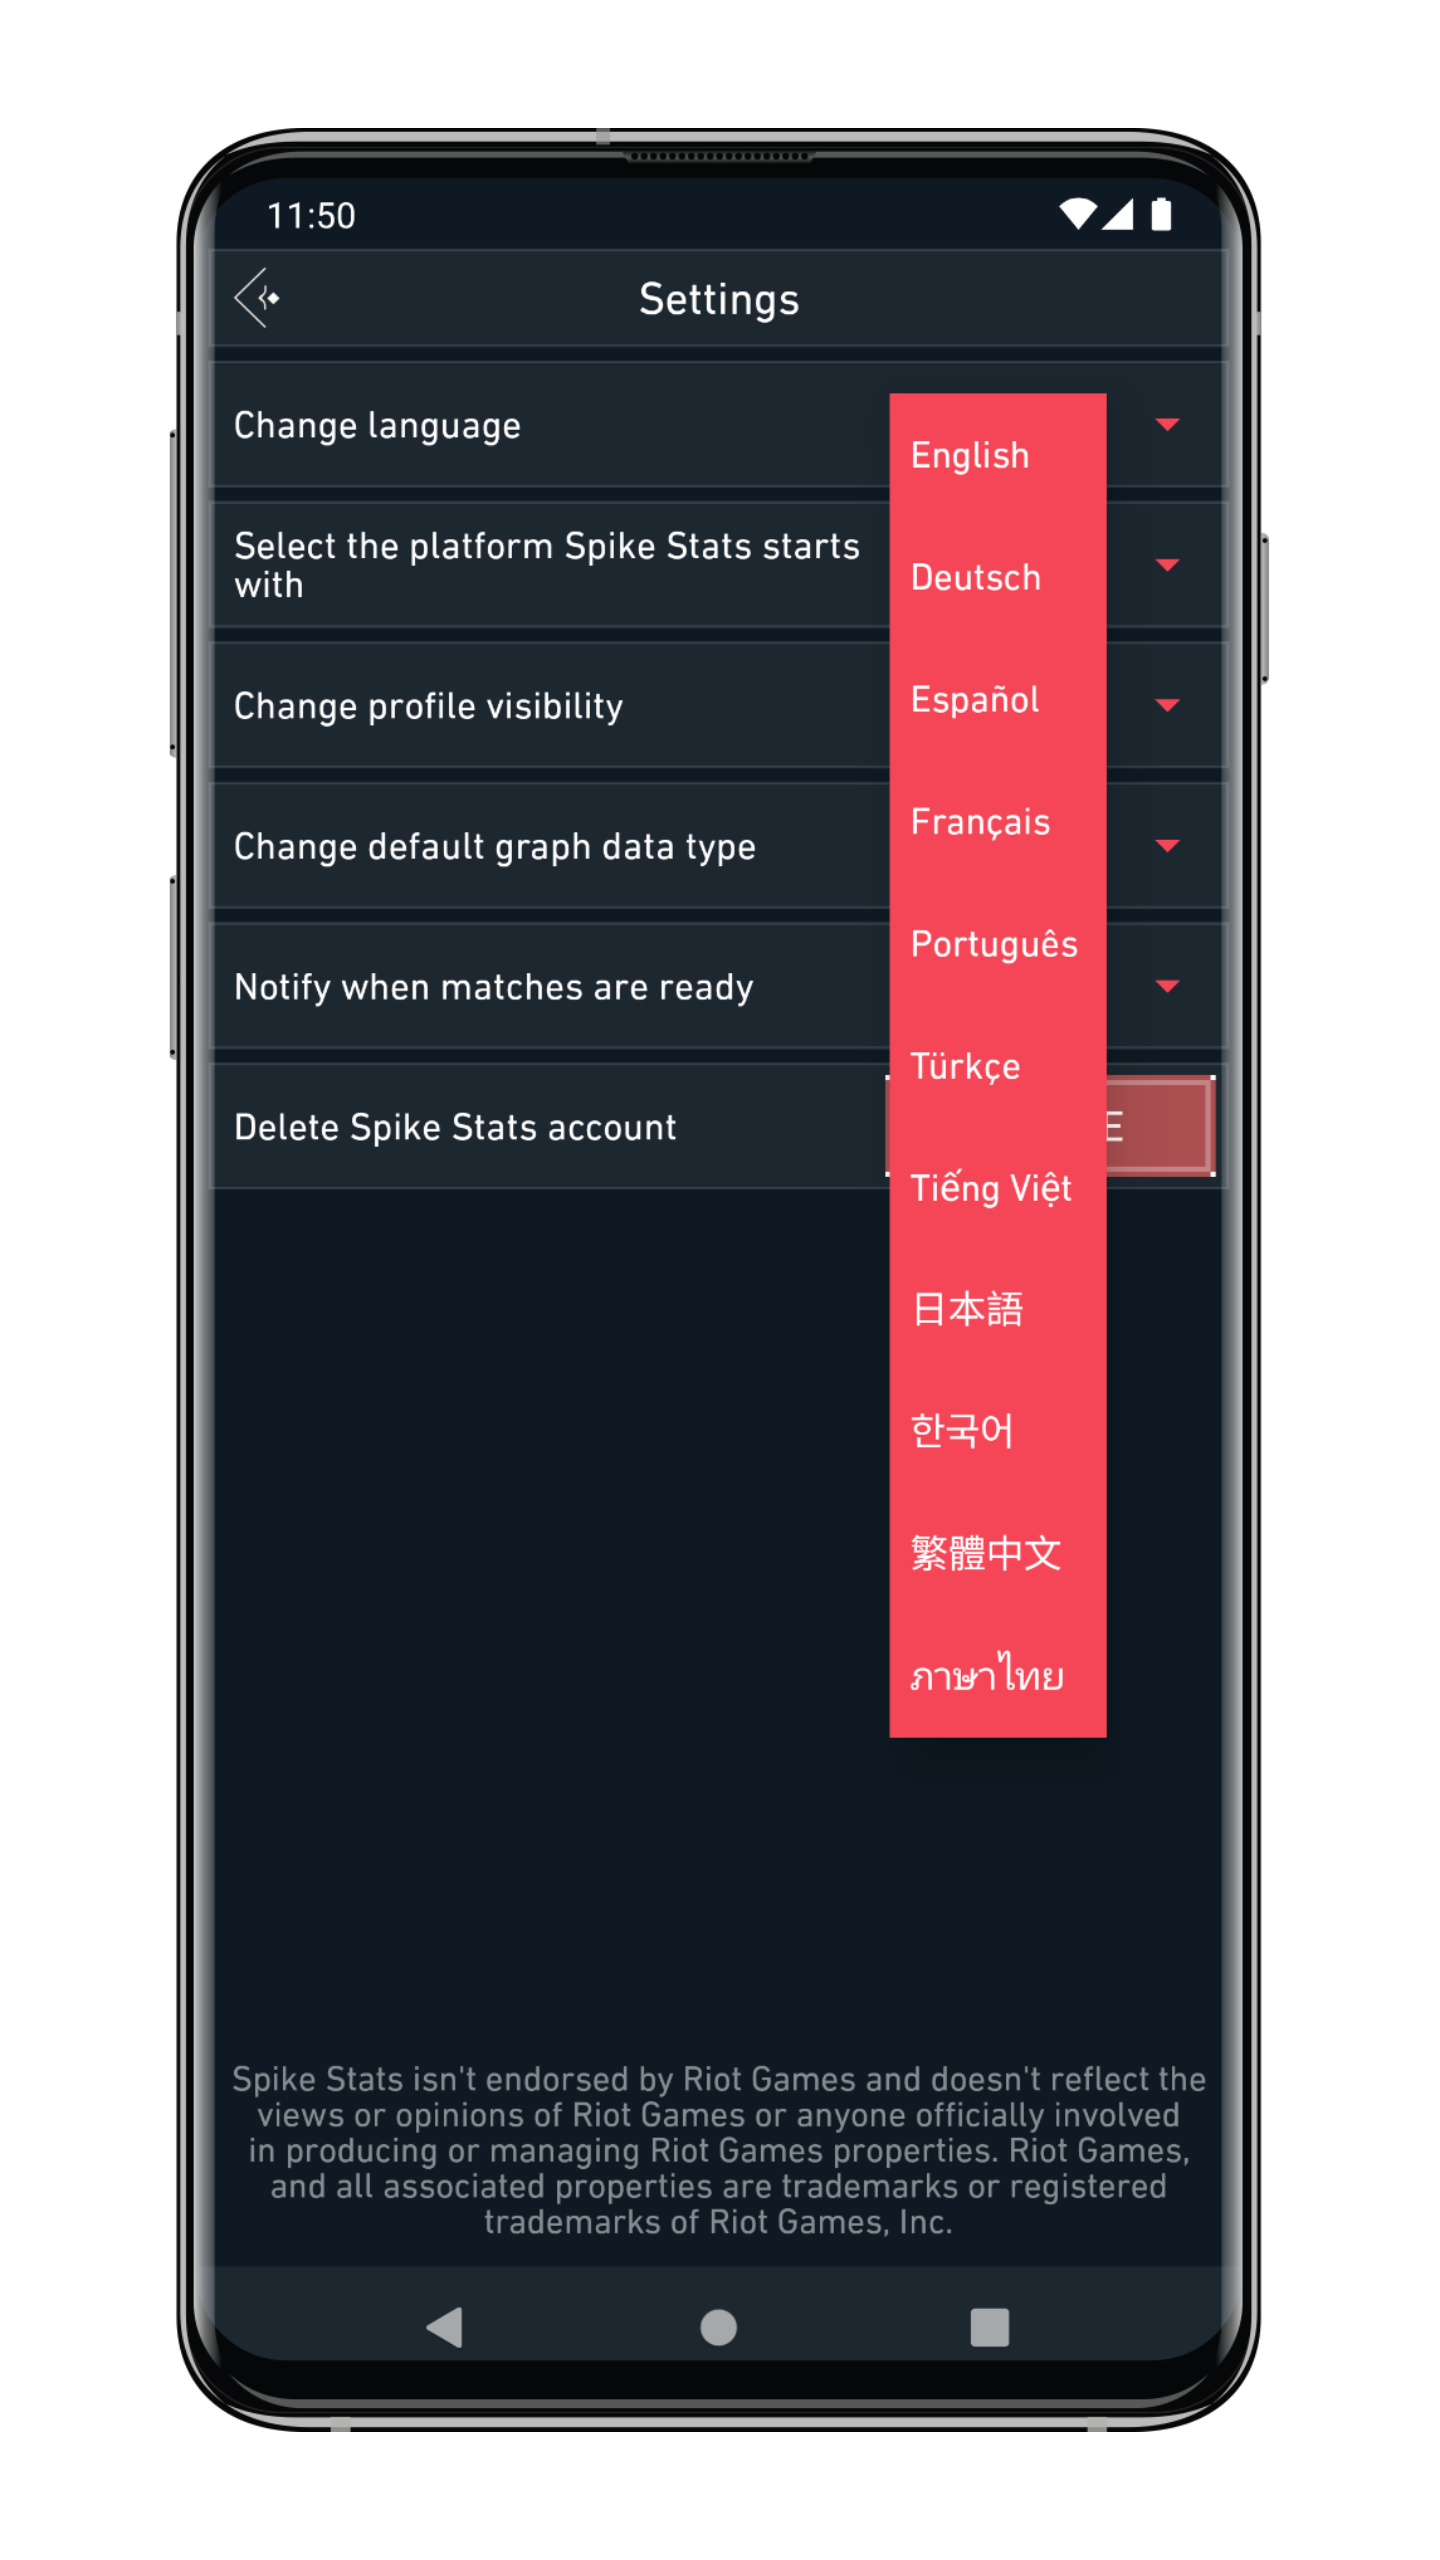 11:50
Settings
Change language
Select the platform Spike Stats starts
with
Change profile visibility
Change default graph data type
Notify when matches are ready
Delete Spike Stats account
English
Deutsch
Español
Français
Português
Türkçe
Tiếng Việt
日本語
한국어
繁體中文
ภาษาไทย
Spike Stats isn't endorsed by Riot Games and doesn't reflect the
views or opinions of Riot Games or anyone officially involved
in producing or managing Riot Games properties. Riot Games,
and all associated properties are trademarks or registered
trademarks of Riot Games, Inc.